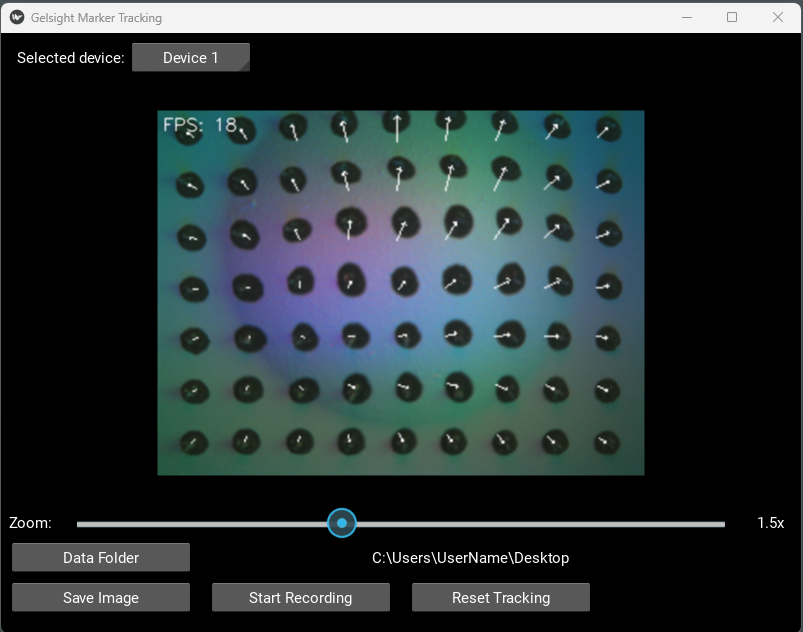 Gelsight Marker Tracking
Selected device: Device 1
FPS: 18
Zoom: 1.5x
Data Folder C:\Users\UserName\Desktop
Save Image Start Recording Reset Tracking